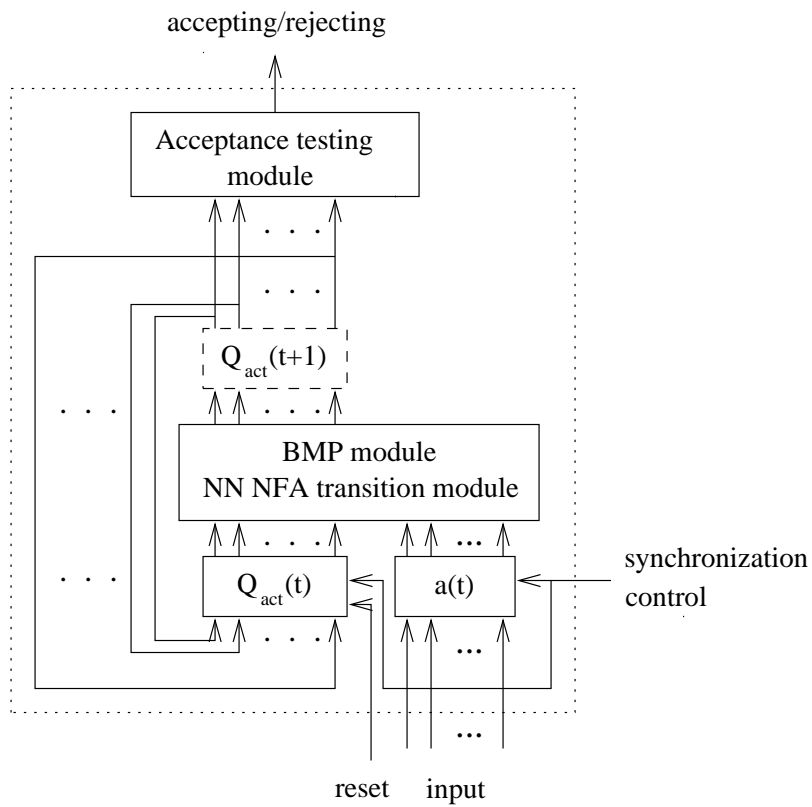 accepting/rejecting
Acceptance testing
module
. . .
. . .
Q_act(t+1)
. . .
. . .
BMP module
NN NFA transition module
. . .
...
. . .
Q_act(t)
a(t)
synchronization
control
. . .
...
...
reset
input